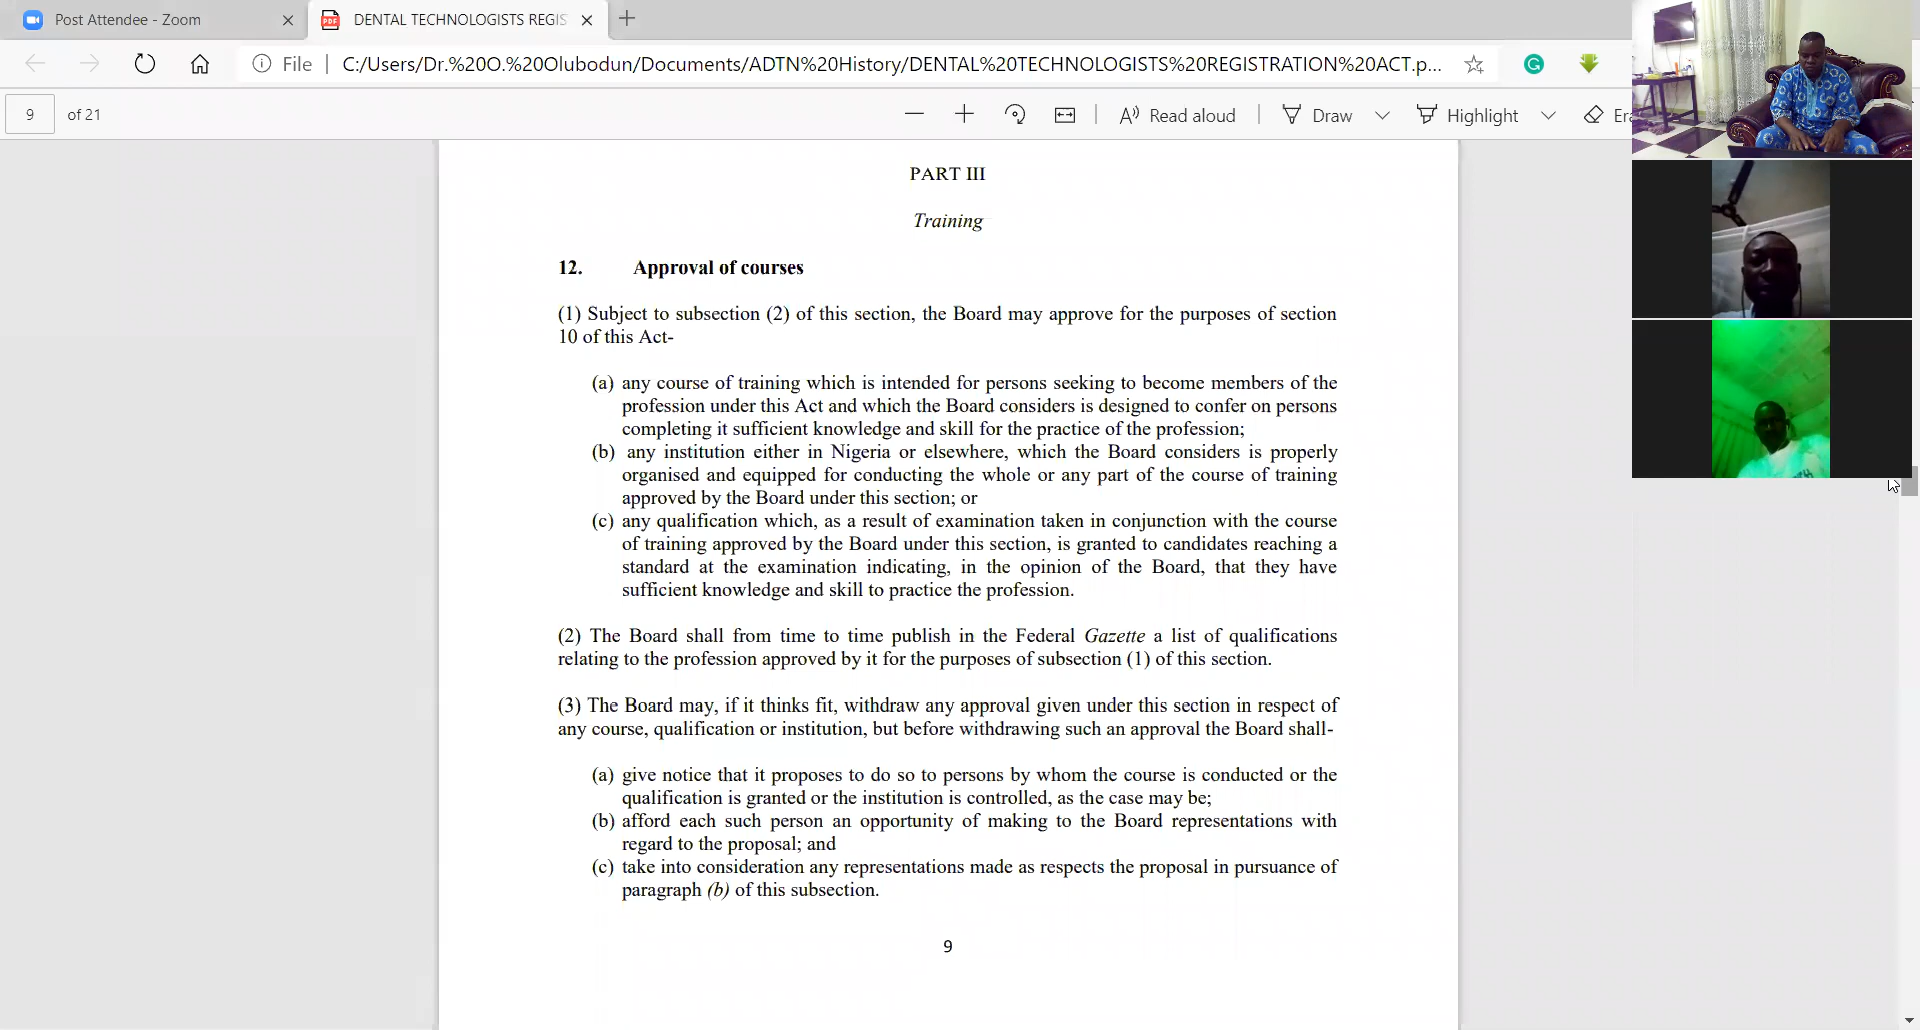 Post Attendee - Zoom
DENTAL TECHNOLOGISTS REGIS
File
C:/Users/Dr.%20O.%20Olubodun/Documents/ADTN%20History/DENTAL%20TECHNOLOGISTS%20REGISTRATION%20ACT.p...
9 of 21
Read aloud
Draw
Highlight
Era
PART III
Training
12. Approval of courses
(1) Subject to subsection (2) of this section, the Board may approve for the purposes of section
10 of this Act-
(a) any course of training which is intended for persons seeking to become members of the
profession under this Act and which the Board considers is designed to confer on persons
completing it sufficient knowledge and skill for the practice of the profession;
(b) any institution either in Nigeria or elsewhere, which the Board considers is properly
organised and equipped for conducting the whole or any part of the course of training
approved by the Board under this section; or
(c) any qualification which, as a result of examination taken in conjunction with the course
of training approved by the Board under this section, is granted to candidates reaching a
standard at the examination indicating, in the opinion of the Board, that they have
sufficient knowledge and skill to practice the profession.
(2) The Board shall from time to time publish in the Federal Gazette a list of qualifications
relating to the profession approved by it for the purposes of subsection (1) of this section.
(3) The Board may, if it thinks fit, withdraw any approval given under this section in respect of
any course, qualification or institution, but before withdrawing such an approval the Board shall-
(a) give notice that it proposes to do so to persons by whom the course is conducted or the
qualification is granted or the institution is controlled, as the case may be;
(b) afford each such person an opportunity of making to the Board representations with
regard to the proposal; and
(c) take into consideration any representations made as respects the proposal in pursuance of
paragraph (b) of this subsection.
9